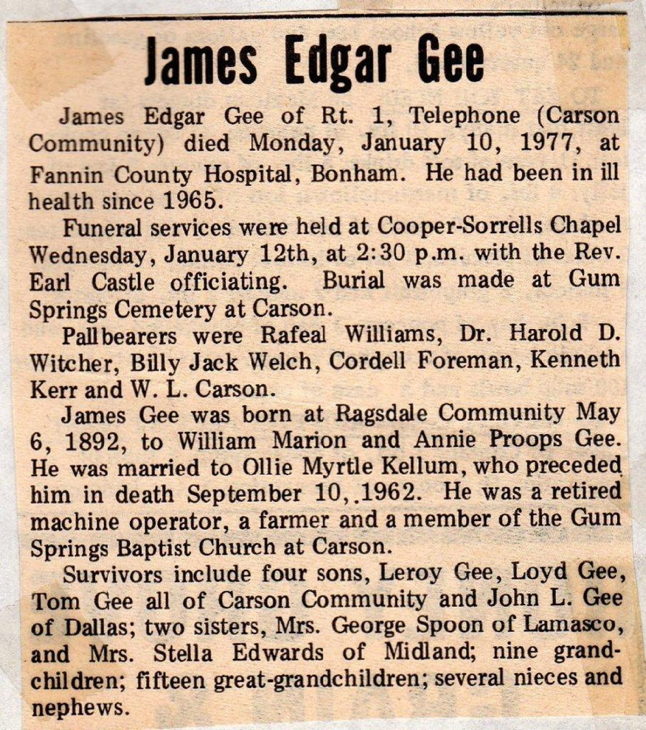 James Edgar Gee
James Edgar Gee of Rt. 1, Telephone (Carson
Community) died Monday, January 10, 1977, at
Fannin County Hospital, Bonham. He had been in ill
health since 1965.
Funeral services were held at Cooper-Sorrells Chapel
Wednesday, January 12th, at 2:30 p.m. with the Rev.
Earl Castle officiating. Burial was made at Gum
Springs Cemetery at Carson.
Pallbearers were Rafeal Williams, Dr. Harold D.
Witcher, Billy Jack Welch, Cordell Foreman, Kenneth
Kerr and W. L. Carson.
James Gee was born at Ragsdale Community May
6, 1892, to William Marion and Annie Proops Gee.
He was married to Ollie Myrtle Kellum, who preceded
him in death September 10, 1962. He was a retired
machine operator, a farmer and a member of the Gum
Springs Baptist Church at Carson.
Survivors include four sons, Leroy Gee, Loyd Gee,
Tom Gee all of Carson Community and John L. Gee
of Dallas; two sisters, Mrs. George Spoon of Lamasco,
and Mrs. Stella Edwards of Midland; nine grand-
children; fifteen great-grandchildren; several nieces and
nephews.